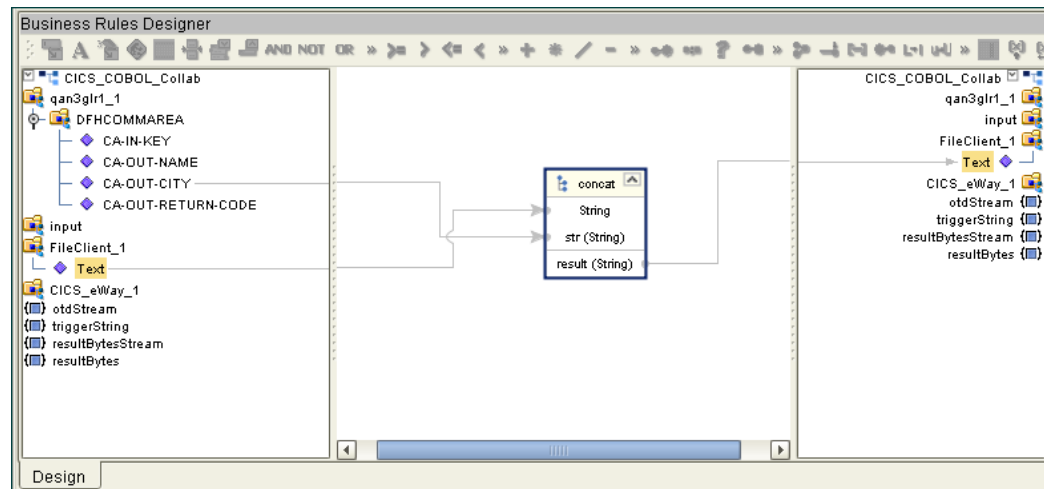 Business Rules Designer
A AND NOT OR » >= > <= < » + * / - » ? »  »
CICS_COBOL_Collab
qan3glr1_1
DFHCOMMAREA
CA-IN-KEY
CA-OUT-NAME
CA-OUT-CITY
CA-OUT-RETURN-CODE
input
FileClient_1
Text
CICS_eWay_1
otdStream
triggerString
resultBytesStream
resultBytes
concat
String
str (String)
result (String)
CICS_COBOL_Collab
qan3glr1_1
input
FileClient_1
Text
CICS_eWay_1
otdStream
triggerString
resultBytesStream
resultBytes
Design